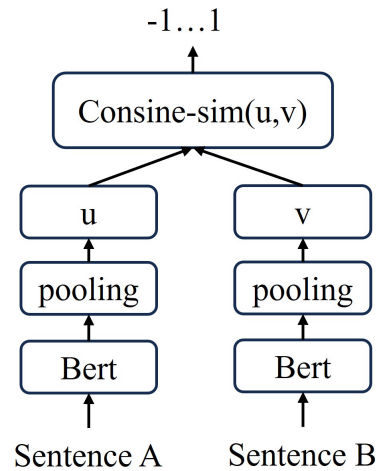 -1…1
Consine-sim(u,v)
u v
pooling pooling
Bert Bert
Sentence A Sentence B